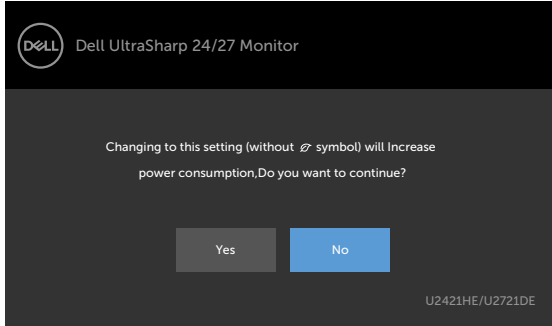 DELL
Dell UltraSharp 24/27 Monitor
Changing to this setting (without symbol) will Increase
power consumption,Do you want to continue?
Yes
No
U2421HE/U2721DE